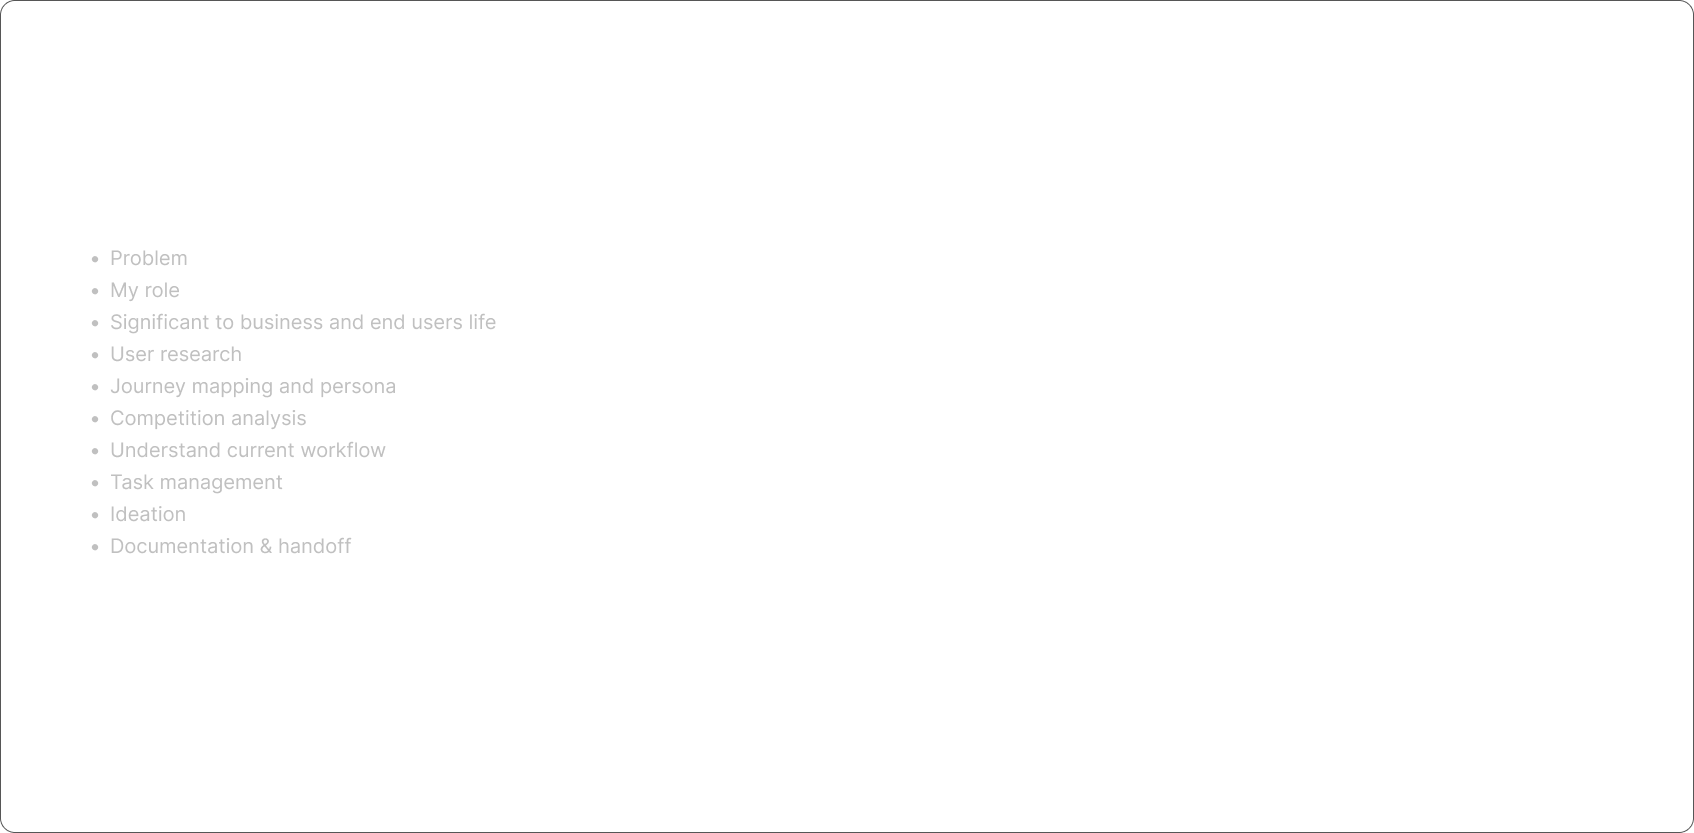 • Problem
• My role
• Significant to business and end users life
• User research
• Journey mapping and persona
• Competition analysis
• Understand current workflow
• Task management
• Ideation
• Documentation & handoff